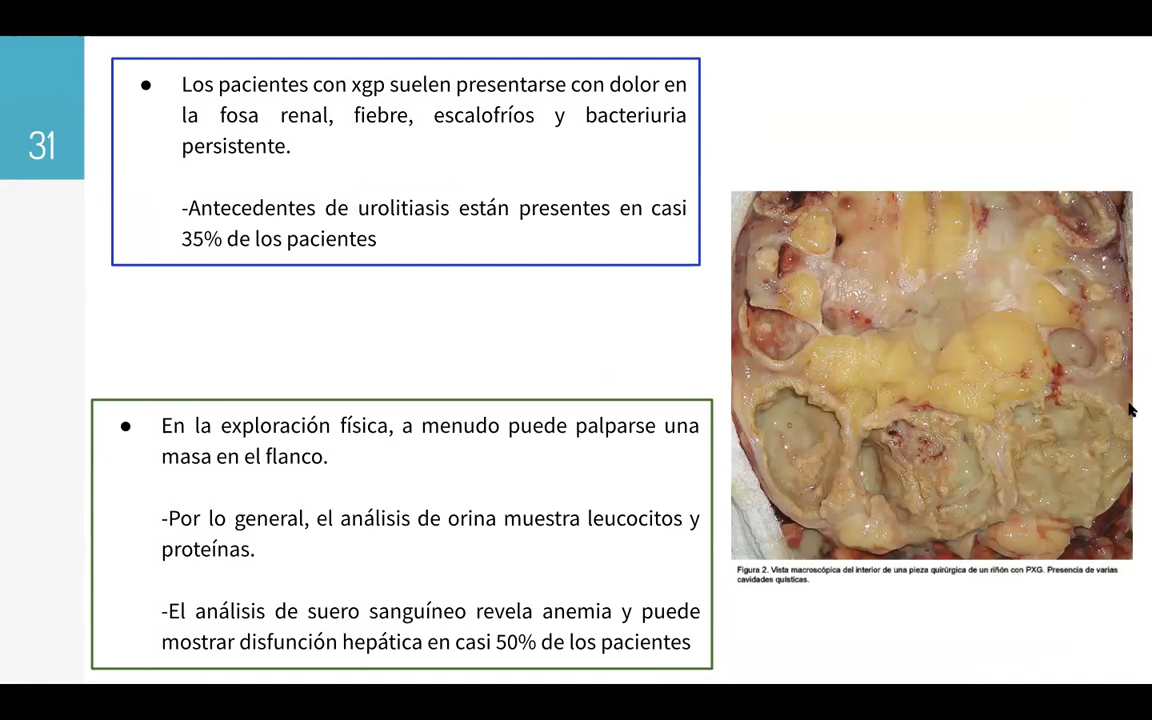 31
● Los pacientes con xgp suelen presentarse con dolor en
la fosa renal, fiebre, escalofríos y bacteriuria
persistente.
-Antecedentes de urolitiasis están presentes en casi
35% de los pacientes
● En la exploración física, a menudo puede palparse una
masa en el flanco.
-Por lo general, el análisis de orina muestra leucocitos y
proteínas.
-El análisis de suero sanguíneo revela anemia y puede
mostrar disfunción hepática en casi 50% de los pacientes
Figura 2. Vista macroscópica del interior de una pieza quirúrgica de un riñón con PXG. Presencia de varias
cavidades quísticas.